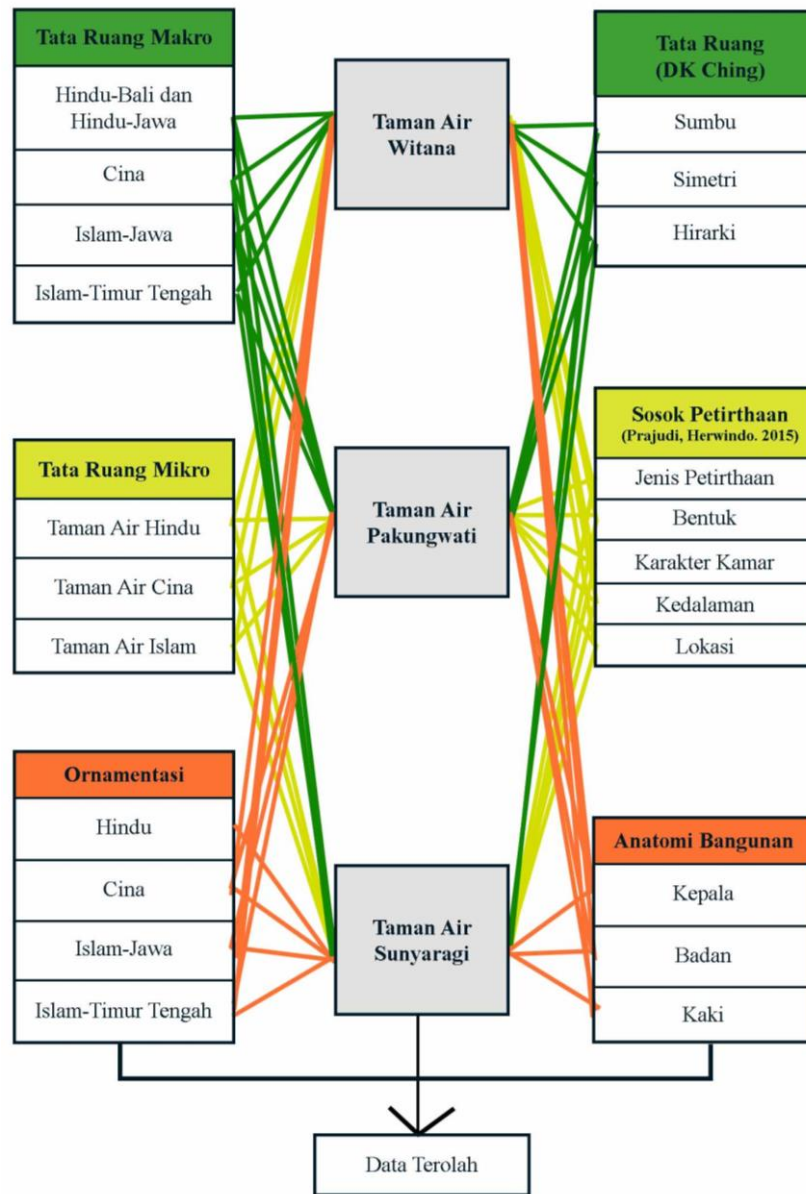 Tata Ruang Makro
Hindu-Bali dan
Hindu-Jawa
Cina
Islam-Jawa
Islam-Timur Tengah
Tata Ruang Mikro
Taman Air Hindu
Taman Air Cina
Taman Air Islam
Ornamentasi
Hindu
Cina
Islam-Jawa
Islam-Timur Tengah
Taman Air
Witana
Taman Air
Pakungwati
Taman Air
Sunyaragi
Tata Ruang
(DK Ching)
Sumbu
Simetri
Hirarki
Sosok Petirthaan
(Prajudi, Herwindo. 2015)
Jenis Petirthaan
Bentuk
Karakter Kamar
Kedalaman
Lokasi
Anatomi Bangunan
Kepala
Badan
Kaki
Data Terolah